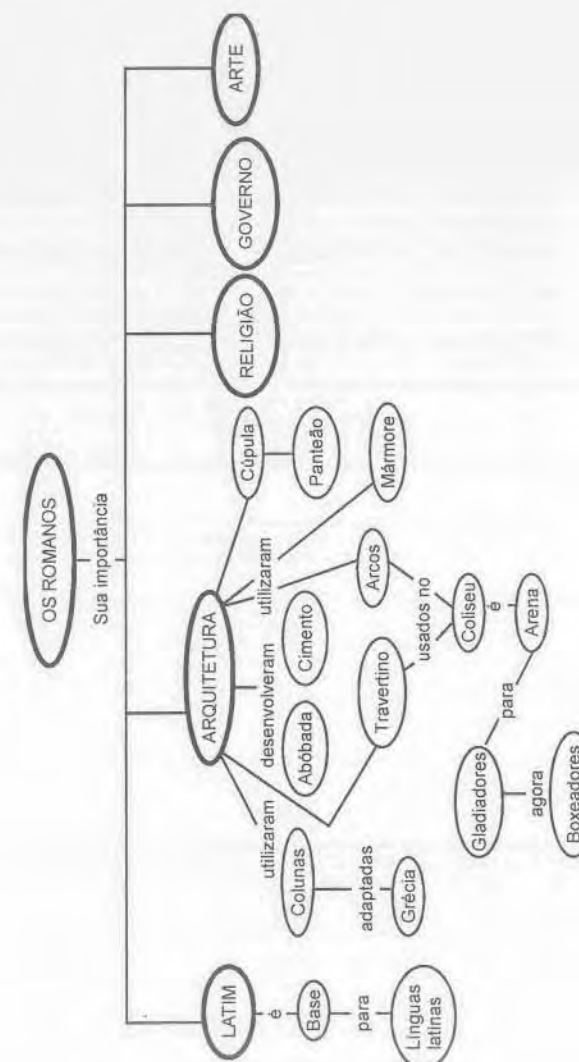 OS ROMANOS
Sua importância
LATIM
é
Base
para
Línguas
latinas
ARQUITETURA
utilizaram
Colunas
adaptadas
Grécia
desenvolveram
Abóbada
Cimento
Travertino
utilizaram
Arcos
Mármore
usados no
Coliseu
é
Arena
para
Gladiadores
agora
Boxeadores
Cúpula
Panteão
RELIGIÃO
GOVERNO
ARTE